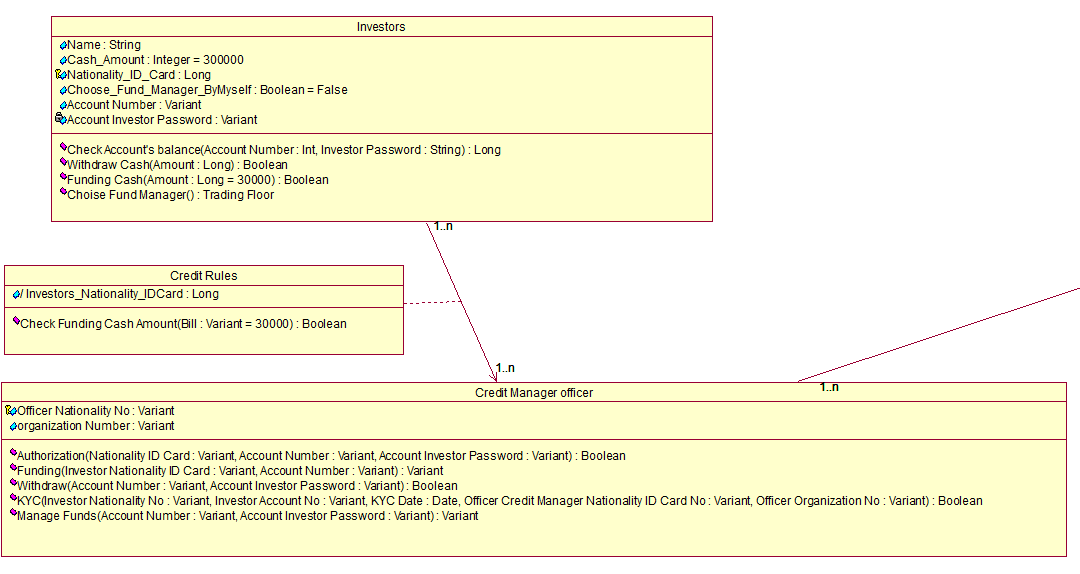 Investors
Name : String
Cash_Amount : Integer = 300000
Nationality_ID_Card : Long
Choose_Fund_Manager_ByMyself : Boolean = False
Account Number : Variant
Account Investor Password : Variant
Check Account's balance(Account Number : Int, Investor Password : String) : Long
Withdraw Cash(Amount : Long) : Boolean
Funding Cash(Amount : Long = 30000) : Boolean
Choise Fund Manager() : Trading Floor
1..n
Credit Rules
/ Investors_Nationality_IDCard : Long
Check Funding Cash Amount(Bill : Variant = 30000) : Boolean
1..n
1..n
Credit Manager officer
Officer Nationality No : Variant
organization Number : Variant
Authorization(Nationality ID Card : Variant, Account Number : Variant, Account Investor Password : Variant) : Boolean
Funding(Investor Nationality ID Card : Variant, Account Number : Variant) : Variant
Withdraw(Account Number : Variant, Account Investor Password : Variant) : Boolean
KYC(Investor Nationality No : Variant, Investor Account No : Variant, KYC Date : Date, Officer Credit Manager Nationality ID Card No : Variant, Officer Organization No : Variant) : Boolean
Manage Funds(Account Number : Variant, Account Investor Password : Variant) : Variant